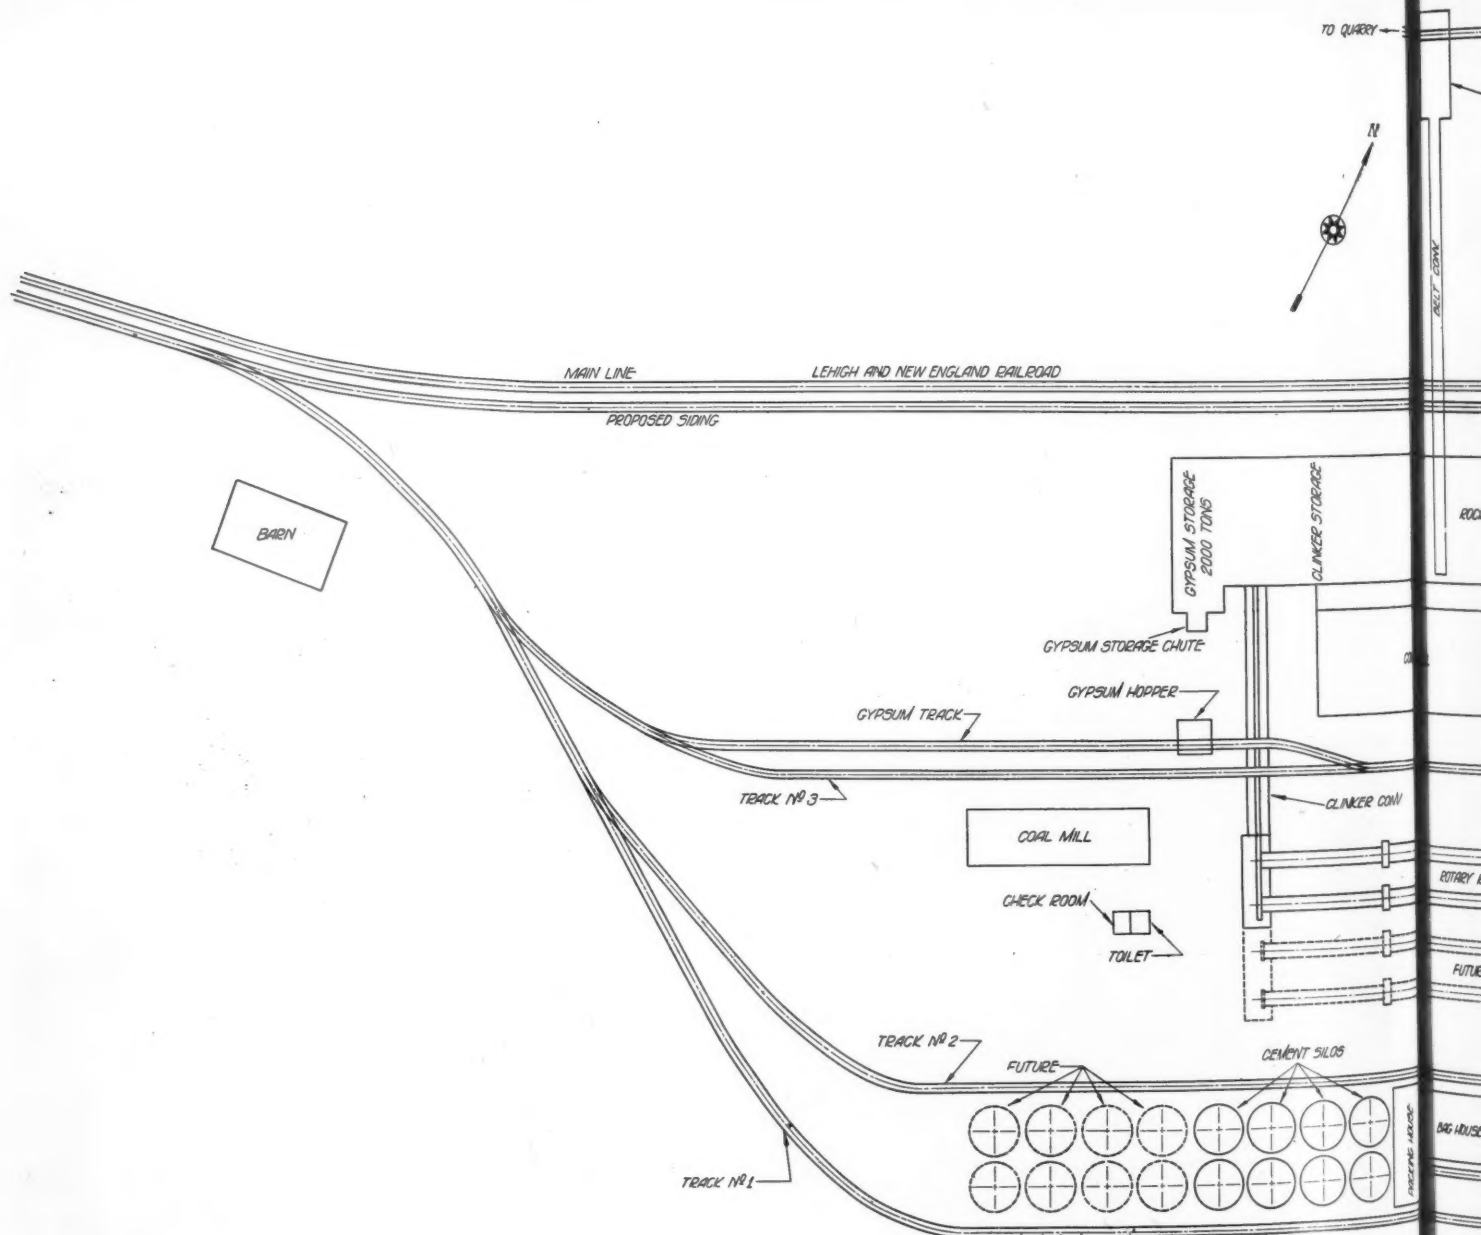 TO QUARRY
N
BELT CONV
MAIN LINE
LEHIGH AND NEW ENGLAND RAILROAD
PROPOSED SIDING
BARN
GYPSUM STORAGE
2000 TONS
CLINKER STORAGE
GYPSUM STORAGE CHUTE
GYPSUM HOPPER
GYPSUM TRACK
TRACK Nº 3
CLINKER CONV
COAL MILL
CHECK ROOM
TOILET
ROTARY
TRACK Nº 2
FUTURE
CEMENT SILOS
PACKING HOUSE
BAG HOUSE
TRACK Nº 1